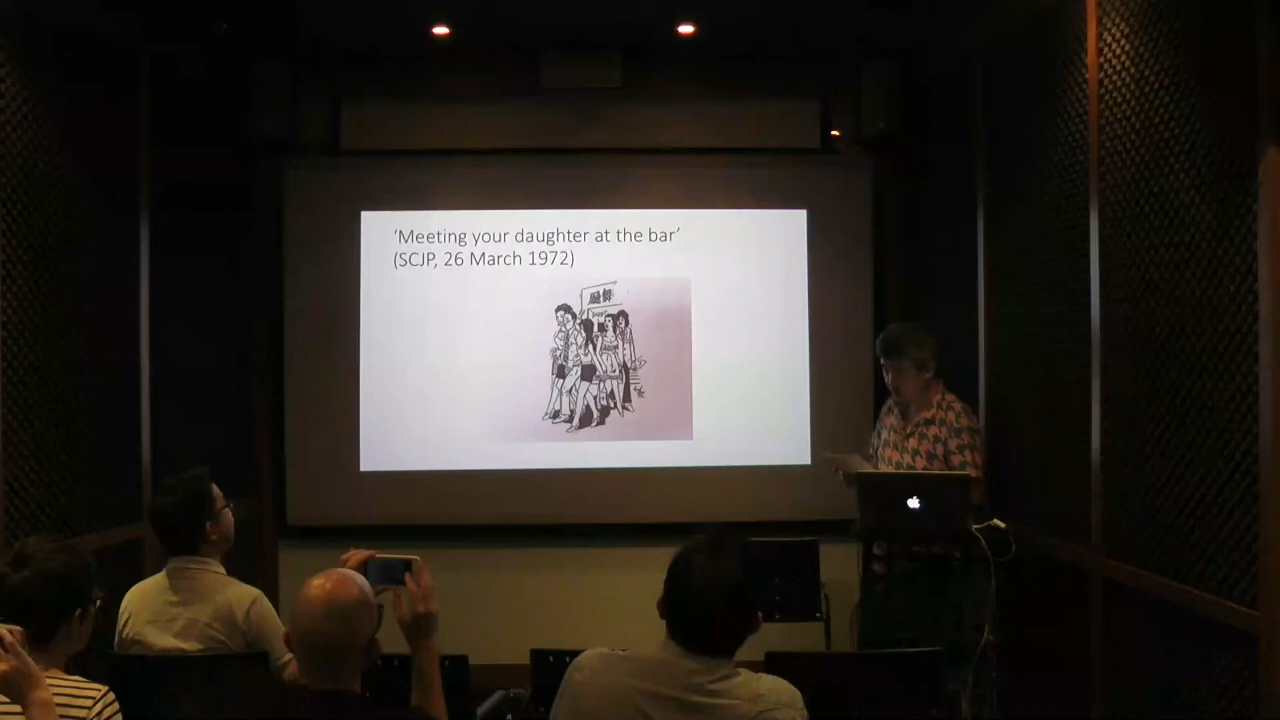 ‘Meeting your daughter at the bar’
(SCJP, 26 March 1972)